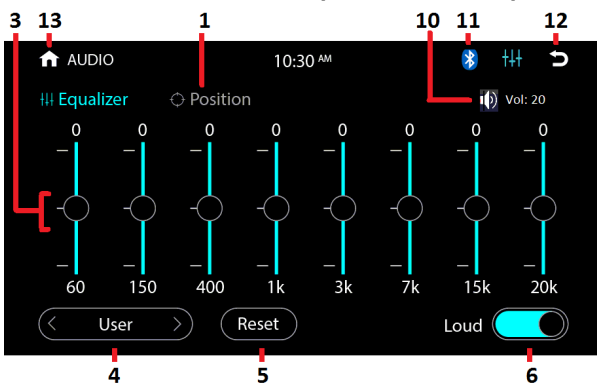 3 13 1 10 11 12
AUDIO 10:30 AM
Equalizer Position Vol: 20
0 0 0 0 0 0 0 0
60 150 400 1k 3k 7k 15k 20k
< User > Reset Loud
4 5 6